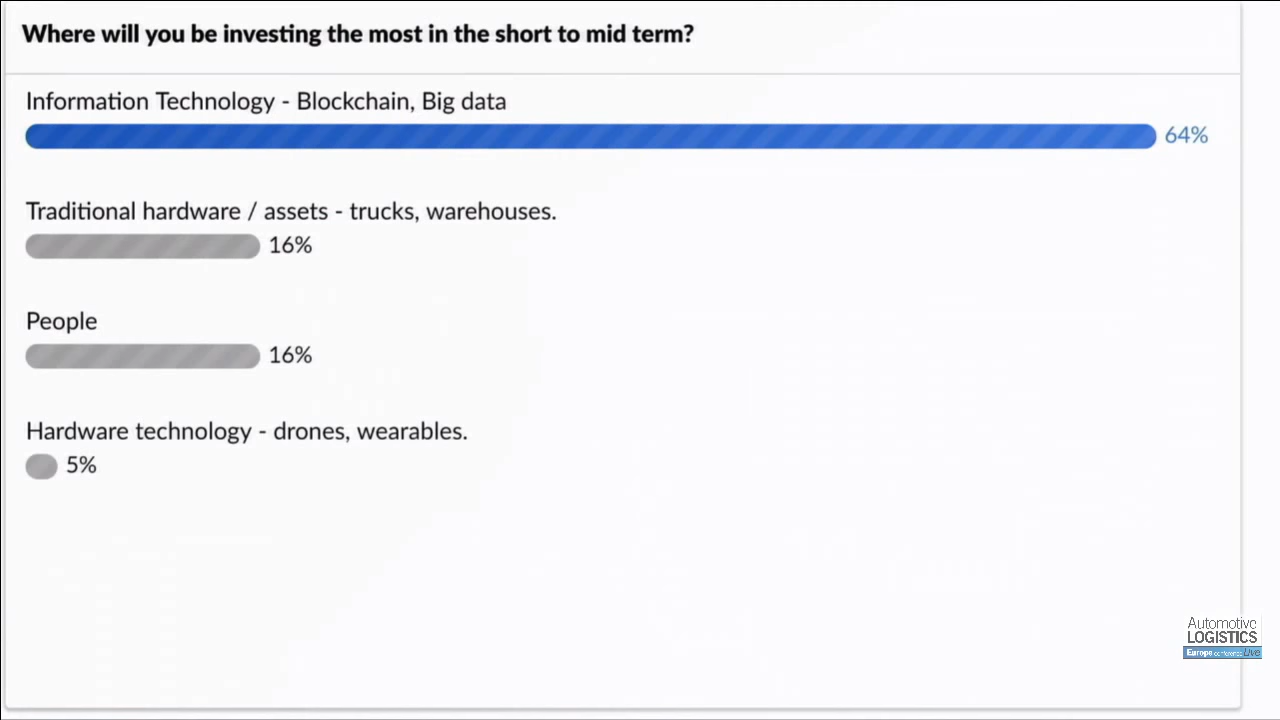 Where will you be investing the most in the short to mid term?
Information Technology - Blockchain, Big data
64%
Traditional hardware / assets - trucks, warehouses.
16%
People
16%
Hardware technology - drones, wearables.
5%
Automotive
LOGISTICS
Europe conference Live